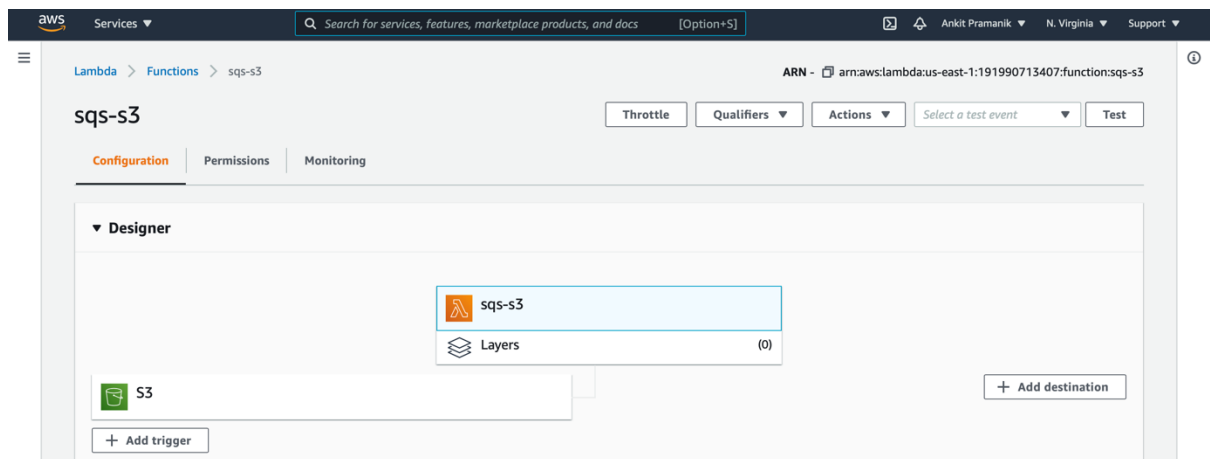 aws Services ▼ Search for services, features, marketplace products, and docs [Option+S] Ankit Pramanik ▼ N. Virginia ▼ Support ▼
Lambda > Functions > sqs-s3 ARN - arn:aws:lambda:us-east-1:191990713407:function:sqs-s3
sqs-s3 Throttle Qualifiers ▼ Actions ▼ Select a test event ▼ Test
Configuration Permissions Monitoring
▼ Designer
sqs-s3
Layers (0)
S3 + Add destination
+ Add trigger